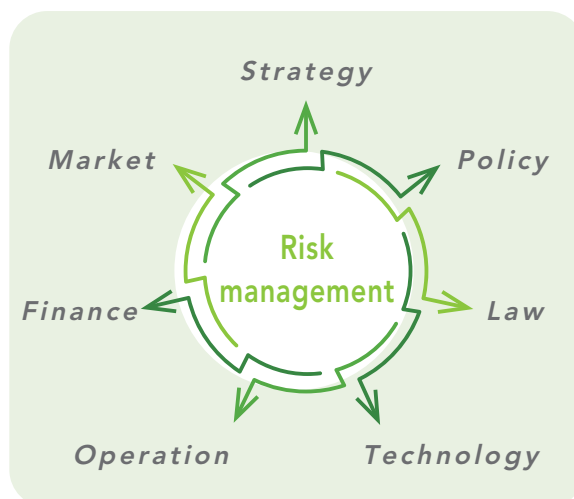 Strategy
Market
Policy
Risk
management
Finance
Law
Operation
Technology